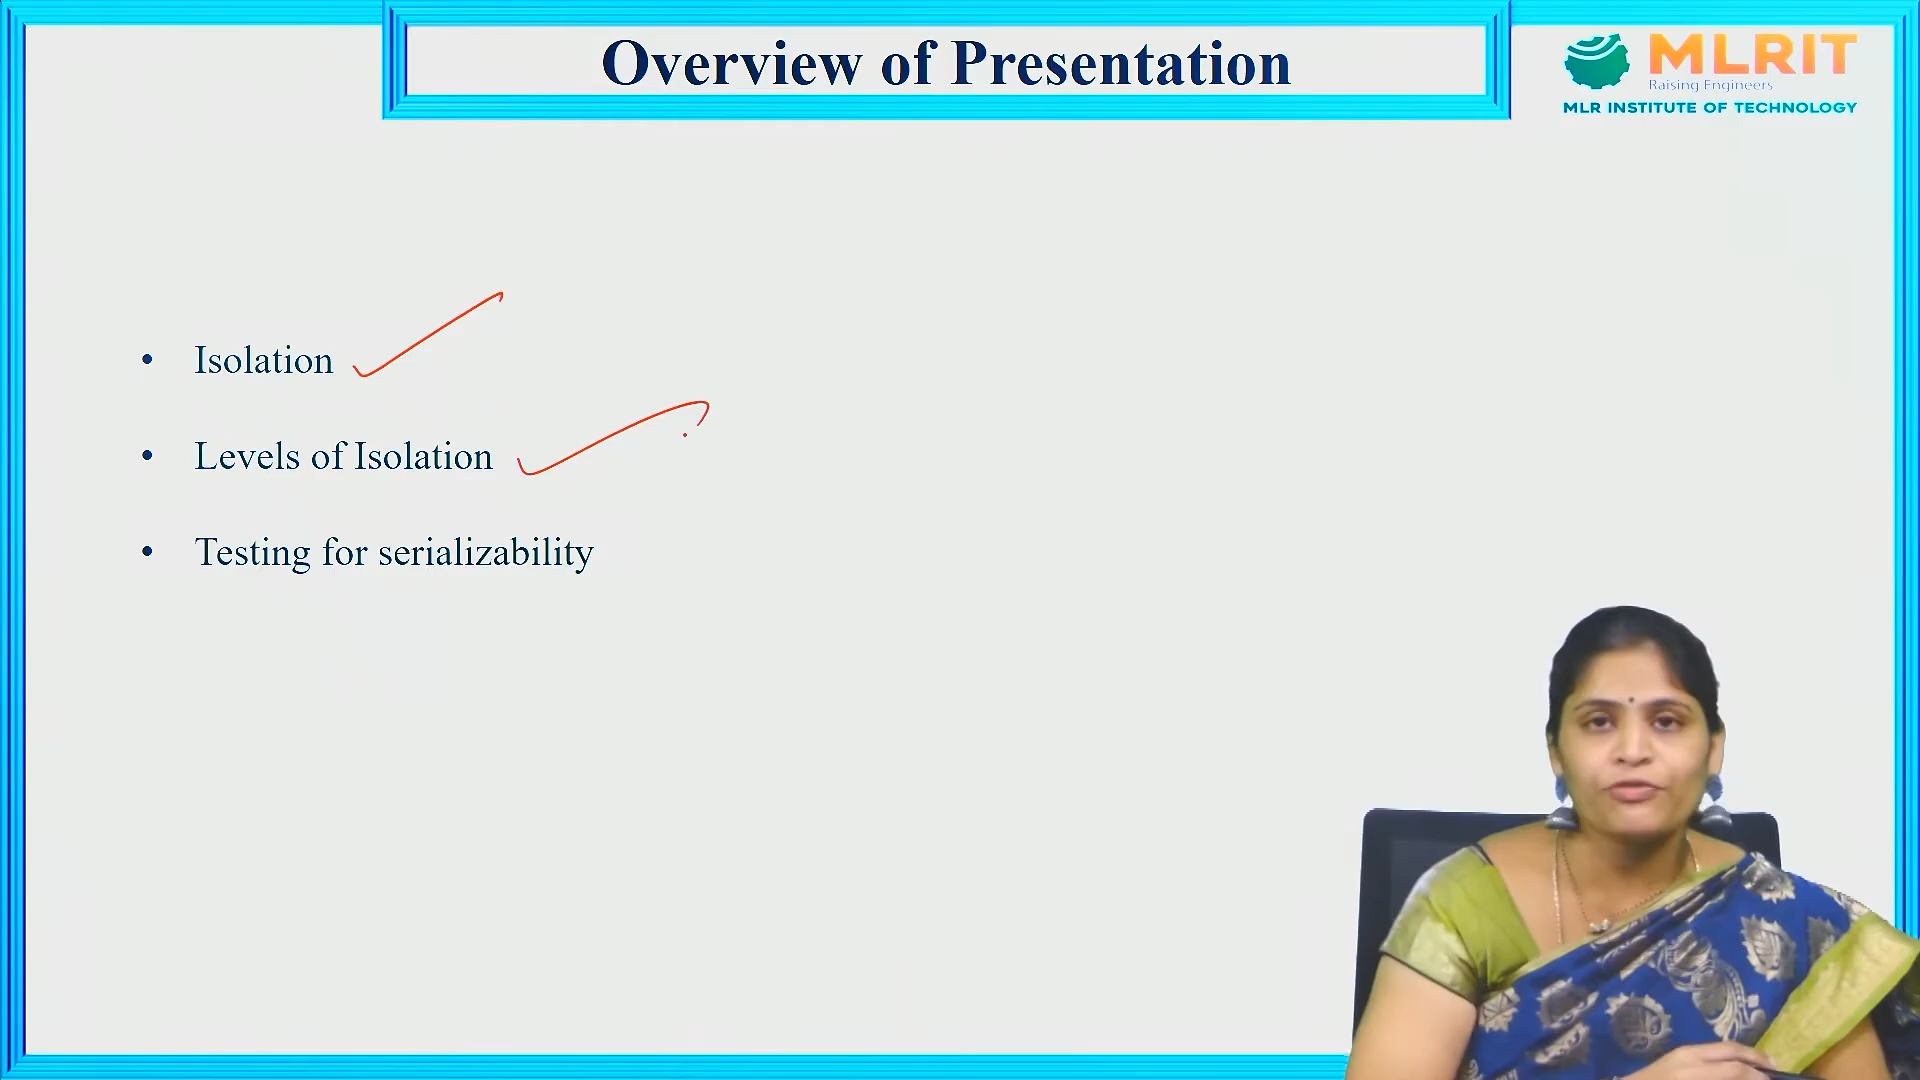 Overview of Presentation
MLRIT
Raising Engineers
MLR INSTITUTE OF TECHNOLOGY
• Isolation
• Levels of Isolation
• Testing for serializability